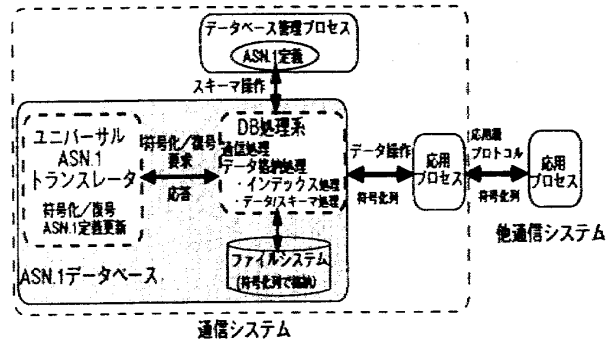 データベース管理プロセス
ASN.1定義
スキーマ操作
ユニバーサル
ASN.1
トランスレータ
符号化／復号
ASN.1定義更新
符号化／復号
要求
応答
DB処理系
通信処理
データ格納処理
・インデックス処理
・データ/スキーマ処理
ファイルシステム
(符号化列で格納)
ASN.1データベース
データ操作
符号化列
応用
プロセス
応用層
プロトコル
符号化列
応用
プロセス
他通信システム
通信システム